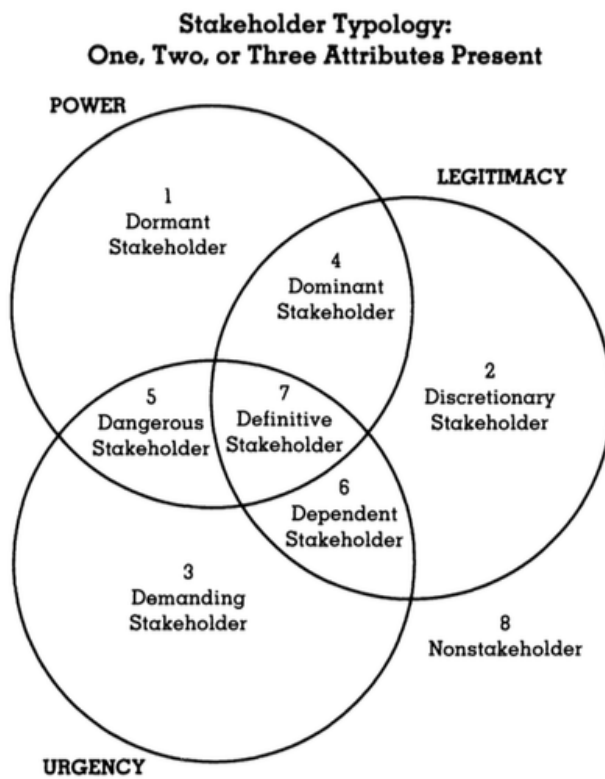 Stakeholder Typology:
One, Two, or Three Attributes Present
POWER
LEGITIMACY
1
Dormant
Stakeholder
4
Dominant
Stakeholder
2
Discretionary
Stakeholder
5
Dangerous
Stakeholder
7
Definitive
Stakeholder
6
Dependent
Stakeholder
3
Demanding
Stakeholder
8
Nonstakeholder
URGENCY